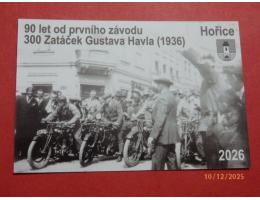 90 let od prvního závodu
300 Zatáček Gustava Havla (1936)
Hořice
2026
10/12/2025